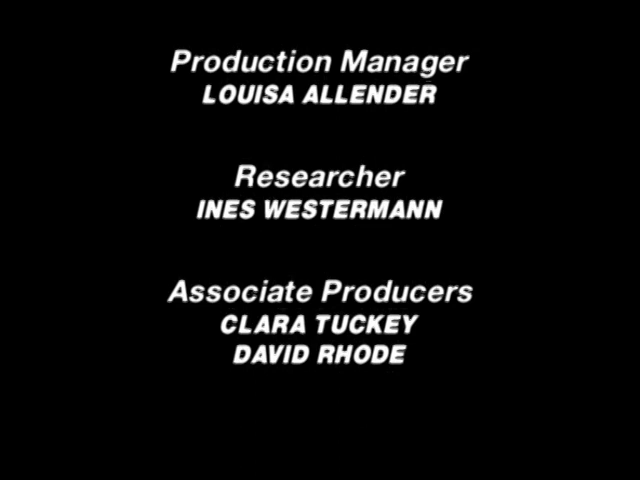 Production Manager
LOUISA ALLENDER
Researcher
INES WESTERMANN
Associate Producers
CLARA TUCKEY
DAVID RHODE